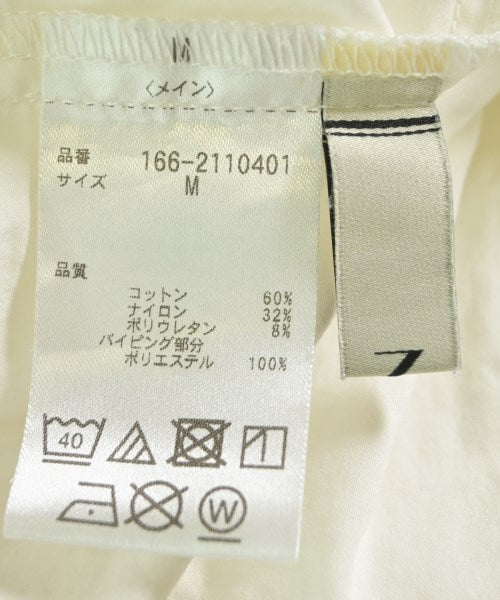 M
〈メイン〉
品番 166-2110401
サイズ M
品質
コットン 60%
ナイロン 32%
ポリウレタン 8%
パイピング部分
ポリエステル 100%
40
W